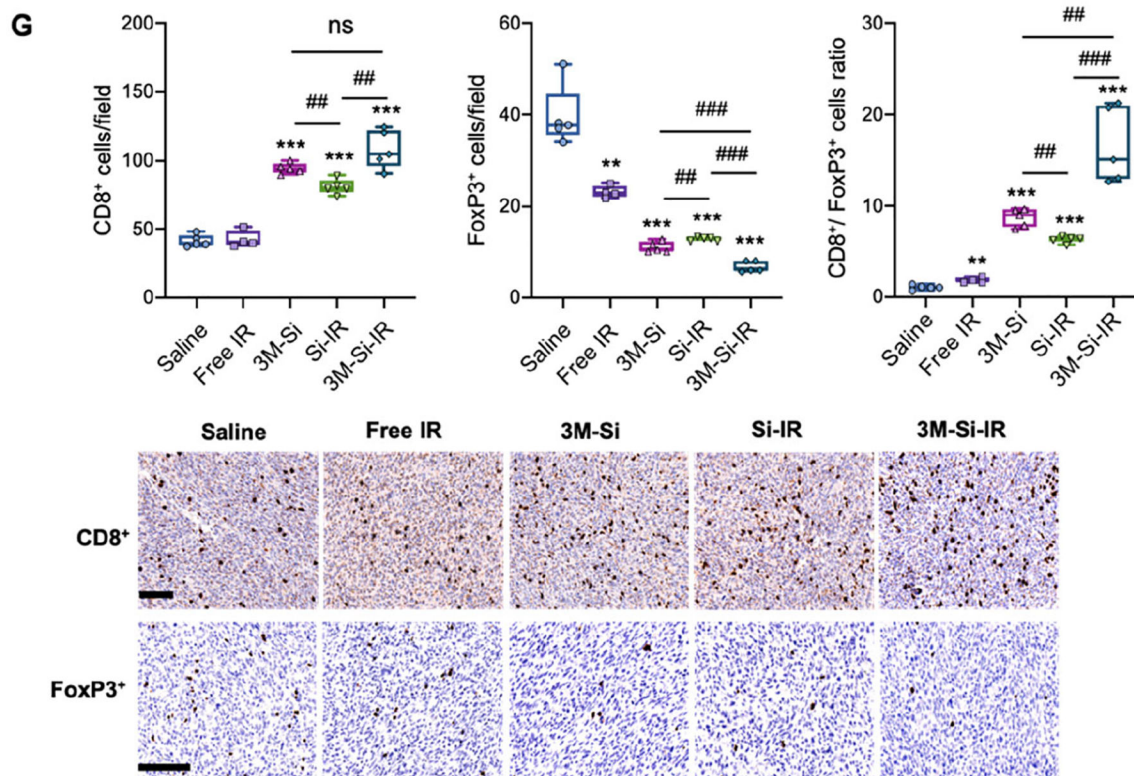 G
CD8⁺ cells/field
200
150
100
50
0
ns
##
##
***
***
***
Saline
Free IR
3M-Si
Si-IR
3M-Si-IR
FoxP3⁺ cells/field
60
40
20
0
###
###
##
**
***
***
***
Saline
Free IR
3M-Si
Si-IR
3M-Si-IR
CD8⁺/ FoxP3⁺ cells ratio
30
20
10
0
##
###
***
##
***
***
**
Saline
Free IR
3M-Si
Si-IR
3M-Si-IR
Saline Free IR 3M-Si Si-IR 3M-Si-IR
CD8⁺
FoxP3⁺